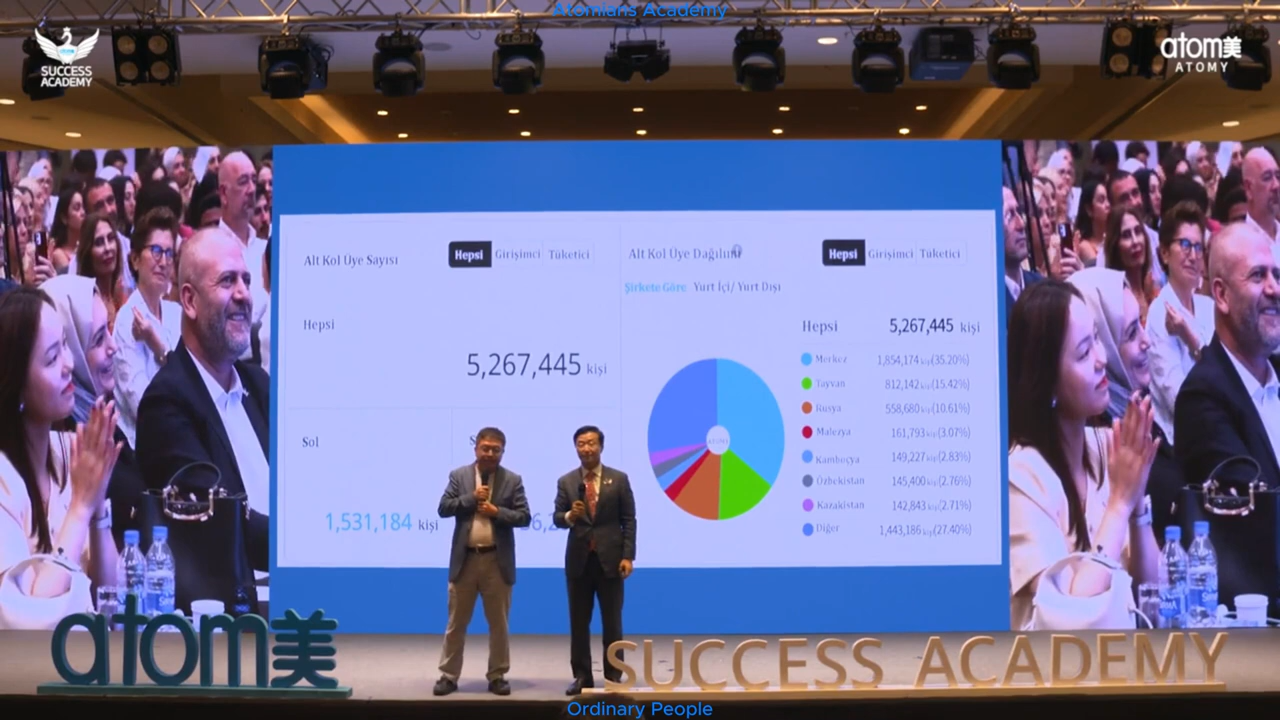 Atomians Academy
SUCCESS
ACADEMY
atom美
ATOMY
Alt Kol Üye Sayısı
Hepsi Girişimci Tüketici
Hepsi
5,267,445 kişi
Sol
1,531,184 kişi
Alt Kol Üye Dağılımı
Hepsi Girişimci Tüketici
Şirkete Göre Yurt İçi/ Yurt Dışı
Hepsi 5,267,445 kişi
Merkez 1,854,174 kişi(35.20%)
Tayvan 812,142 kişi(15.42%)
Rusya 558,680 kişi(10.61%)
Malezya 161,793 kişi(3.07%)
Kamboçya 149,227 kişi(2.83%)
Özbekistan 145,400 kişi(2.76%)
Kazakistan 142,843 kişi(2.71%)
Diğer 1,443,186 kişi(27.40%)
atom美
SUCCESS ACADEMY
Ordinary People